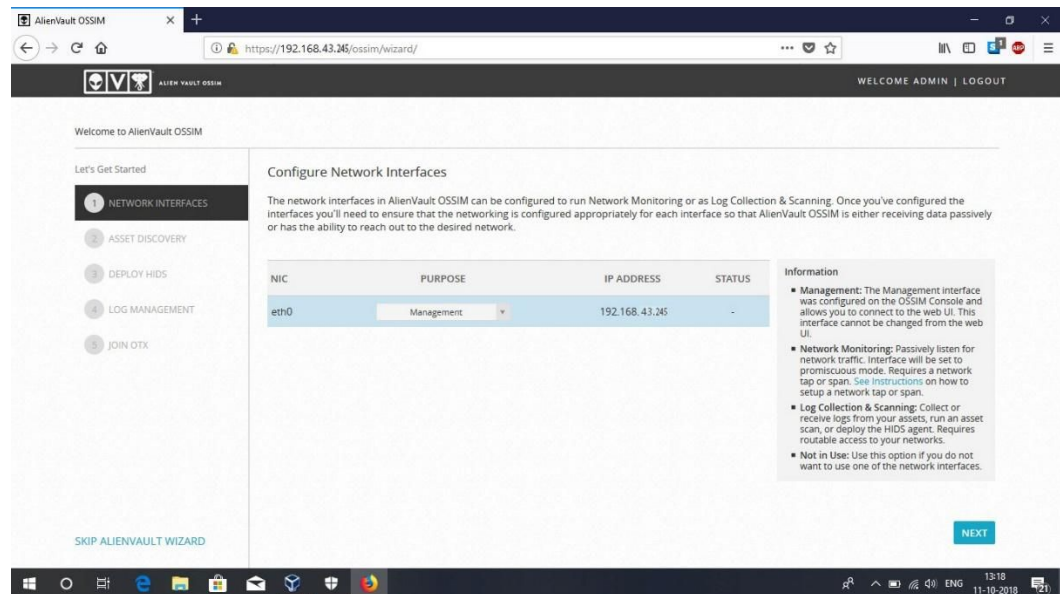 AlienVault OSSIM
https://192.168.43.245/ossim/wizard/
ALIEN VAULT OSSIM
WELCOME ADMIN | LOGOUT
Welcome to AlienVault OSSIM
Let's Get Started
1 NETWORK INTERFACES
2 ASSET DISCOVERY
3 DEPLOY HIDS
4 LOG MANAGEMENT
5 JOIN OTX
SKIP ALIENVAULT WIZARD
Configure Network Interfaces
The network interfaces in AlienVault OSSIM can be configured to run Network Monitoring or as Log Collection & Scanning. Once you've configured the
interfaces you'll need to ensure that the networking is configured appropriately for each interface so that AlienVault OSSIM is either receiving data passively
or has the ability to reach out to the desired network.
NIC PURPOSE IP ADDRESS STATUS
eth0 Management 192.168.43.245 -
Information
Management: The Management interface
was configured on the OSSIM Console and
allows you to connect to the web UI. This
interface cannot be changed from the web
UI.
Network Monitoring: Passively listen for
network traffic. Interface will be set to
promiscuous mode. Requires a network
tap or span. See Instructions on how to
setup a network tap or span.
Log Collection & Scanning: Collect or
receive logs from your assets, run an asset
scan, or deploy the HIDS agent. Requires
routable access to your networks.
Not in Use: Use this option if you do not
want to use one of the network interfaces.
NEXT
ENG
13:18
11-10-2018
21